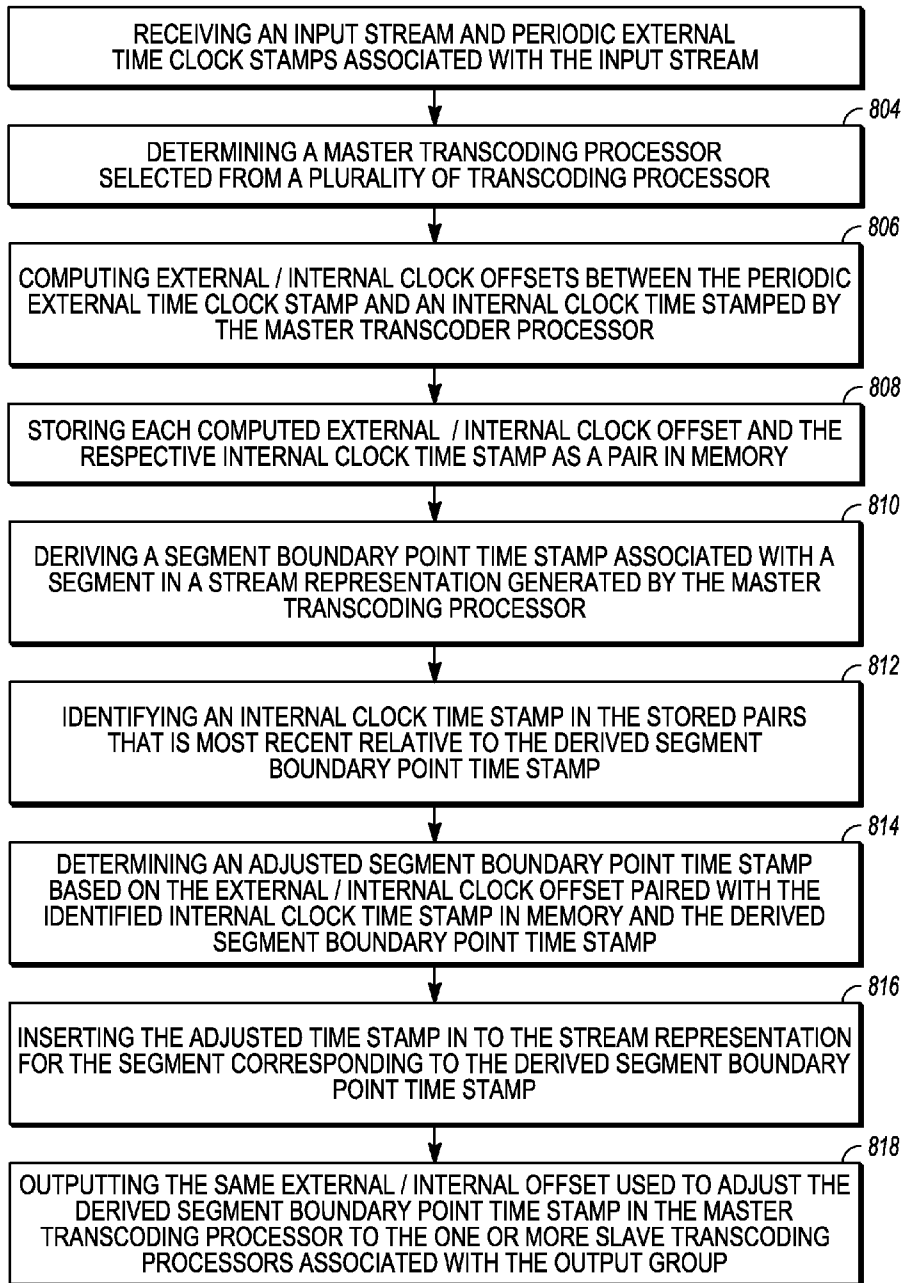 RECEIVING AN INPUT STREAM AND PERIODIC EXTERNAL
TIME CLOCK STAMPS ASSOCIATED WITH THE INPUT STREAM
804
DETERMINING A MASTER TRANSCODING PROCESSOR
SELECTED FROM A PLURALITY OF TRANSCODING PROCESSOR
806
COMPUTING EXTERNAL / INTERNAL CLOCK OFFSETS BETWEEN THE PERIODIC
EXTERNAL TIME CLOCK STAMP AND AN INTERNAL CLOCK TIME STAMPED BY
THE MASTER TRANSCODER PROCESSOR
808
STORING EACH COMPUTED EXTERNAL / INTERNAL CLOCK OFFSET AND THE
RESPECTIVE INTERNAL CLOCK TIME STAMP AS A PAIR IN MEMORY
810
DERIVING A SEGMENT BOUNDARY POINT TIME STAMP ASSOCIATED WITH A
SEGMENT IN A STREAM REPRESENTATION GENERATED BY THE MASTER
TRANSCODING PROCESSOR
812
IDENTIFYING AN INTERNAL CLOCK TIME STAMP IN THE STORED PAIRS
THAT IS MOST RECENT RELATIVE TO THE DERIVED SEGMENT
BOUNDARY POINT TIME STAMP
814
DETERMINING AN ADJUSTED SEGMENT BOUNDARY POINT TIME STAMP
BASED ON THE EXTERNAL / INTERNAL CLOCK OFFSET PAIRED WITH THE
IDENTIFIED INTERNAL CLOCK TIME STAMP IN MEMORY AND THE DERIVED
SEGMENT BOUNDARY POINT TIME STAMP
816
INSERTING THE ADJUSTED TIME STAMP IN TO THE STREAM REPRESENTATION
FOR THE SEGMENT CORRESPONDING TO THE DERIVED SEGMENT BOUNDARY
POINT TIME STAMP
818
OUTPUTTING THE SAME EXTERNAL / INTERNAL OFFSET USED TO ADJUST THE
DERIVED SEGMENT BOUNDARY POINT TIME STAMP IN THE MASTER
TRANSCODING PROCESSOR TO THE ONE OR MORE SLAVE TRANSCODING
PROCESSORS ASSOCIATED WITH THE OUTPUT GROUP